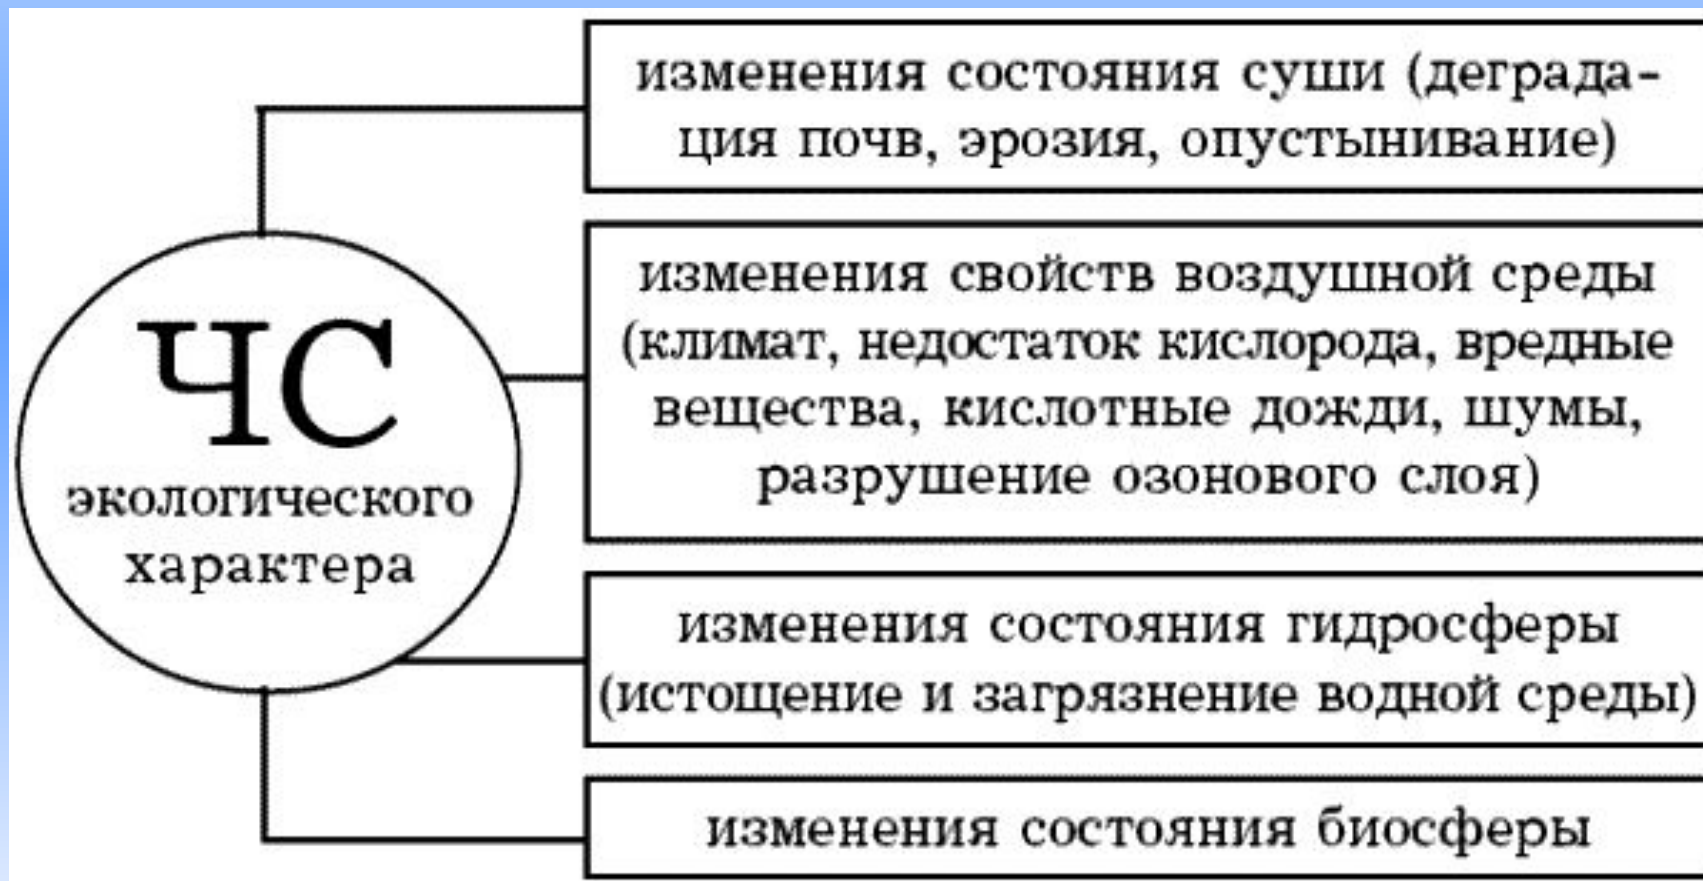 ЧС
экологического
характера
изменения состояния суши (деграда-
ция почв, эрозия, опустынивание)
изменения свойств воздушной среды
(климат, недостаток кислорода, вредные
вещества, кислотные дожди, шумы,
разрушение озонового слоя)
изменения состояния гидросферы
(истощение и загрязнение водной среды)
изменения состояния биосферы